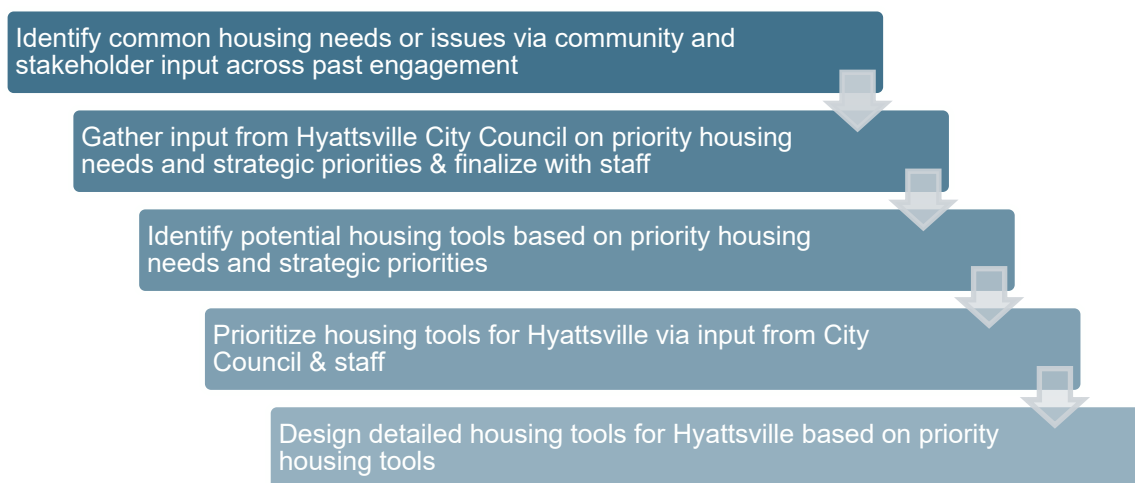 Identify common housing needs or issues via community and
stakeholder input across past engagement
Gather input from Hyattsville City Council on priority housing
needs and strategic priorities & finalize with staff
Identify potential housing tools based on priority housing
needs and strategic priorities
Prioritize housing tools for Hyattsville via input from City
Council & staff
Design detailed housing tools for Hyattsville based on priority
housing tools